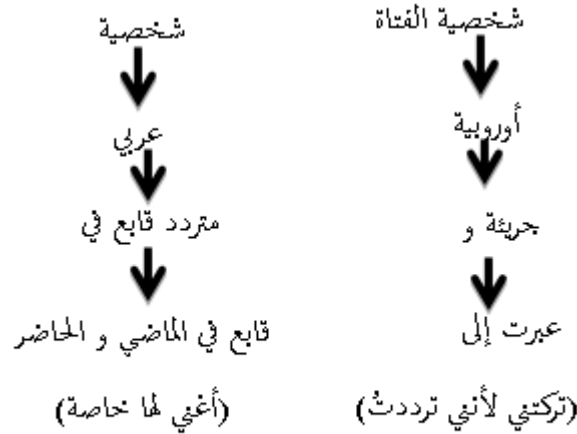 شخصية الفتاة
أوروبية
جريئة و
عبرت إلى
(تركتني لأنني ترددتْ)
شخصية
عربي
متردد قابع في
قابع في الماضي و الحاضر
(أغني لها خاصة)